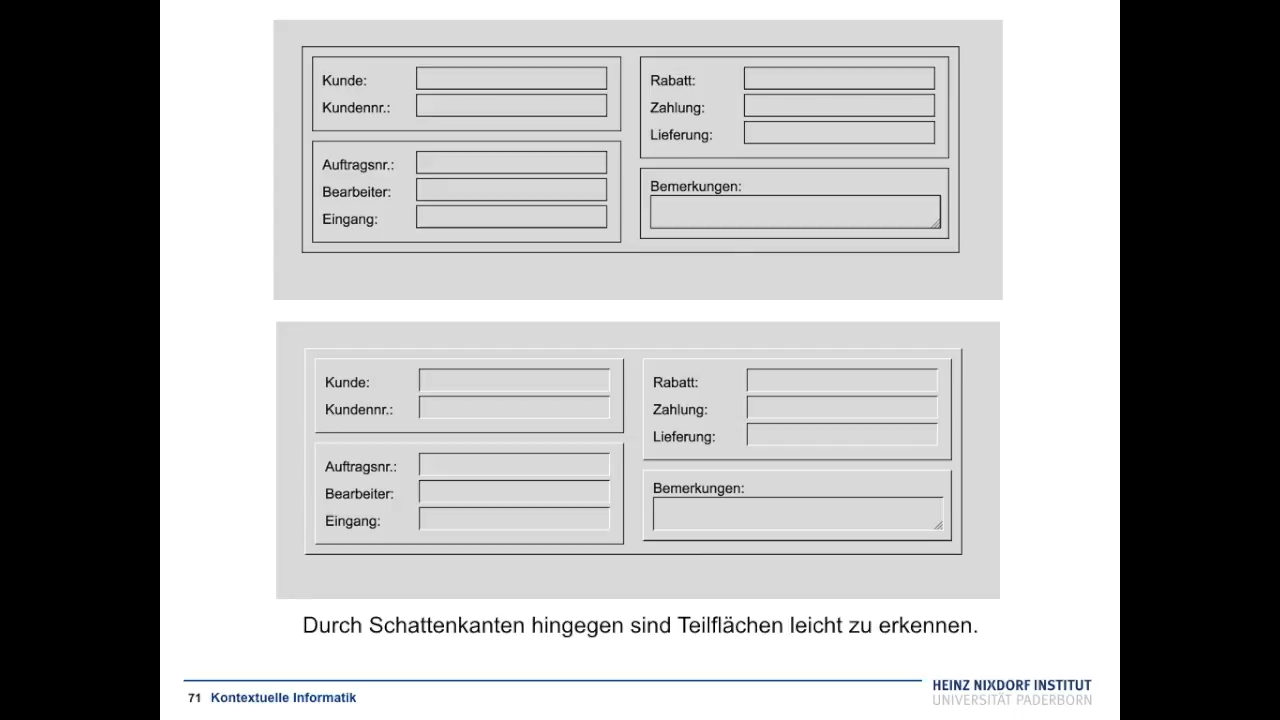 Kunde:
Kundennr.:
Auftragsnr.:
Bearbeiter:
Eingang:
Rabatt:
Zahlung:
Lieferung:
Bemerkungen:
Kunde:
Kundennr.:
Auftragsnr.:
Bearbeiter:
Eingang:
Rabatt:
Zahlung:
Lieferung:
Bemerkungen:
Durch Schattenkanten hingegen sind Teilflächen leicht zu erkennen.
71 Kontextuelle Informatik
HEINZ NIXDORF INSTITUT
UNIVERSITÄT PADERBORN